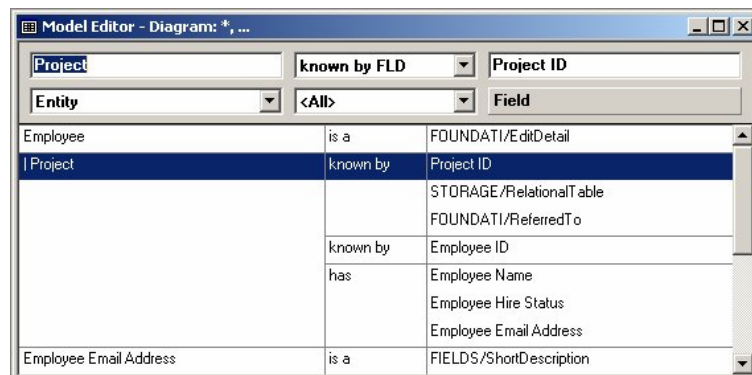 Model Editor - Diagram: *, ...
Project known by FLD Project ID
Entity <All> Field
Employee is a FOUNDATI/EditDetail
| Project known by Project ID
STORAGE/RelationalTable
FOUNDATI/ReferredTo
known by Employee ID
has Employee Name
Employee Hire Status
Employee Email Address
Employee Email Address is a FIELDS/ShortDescription